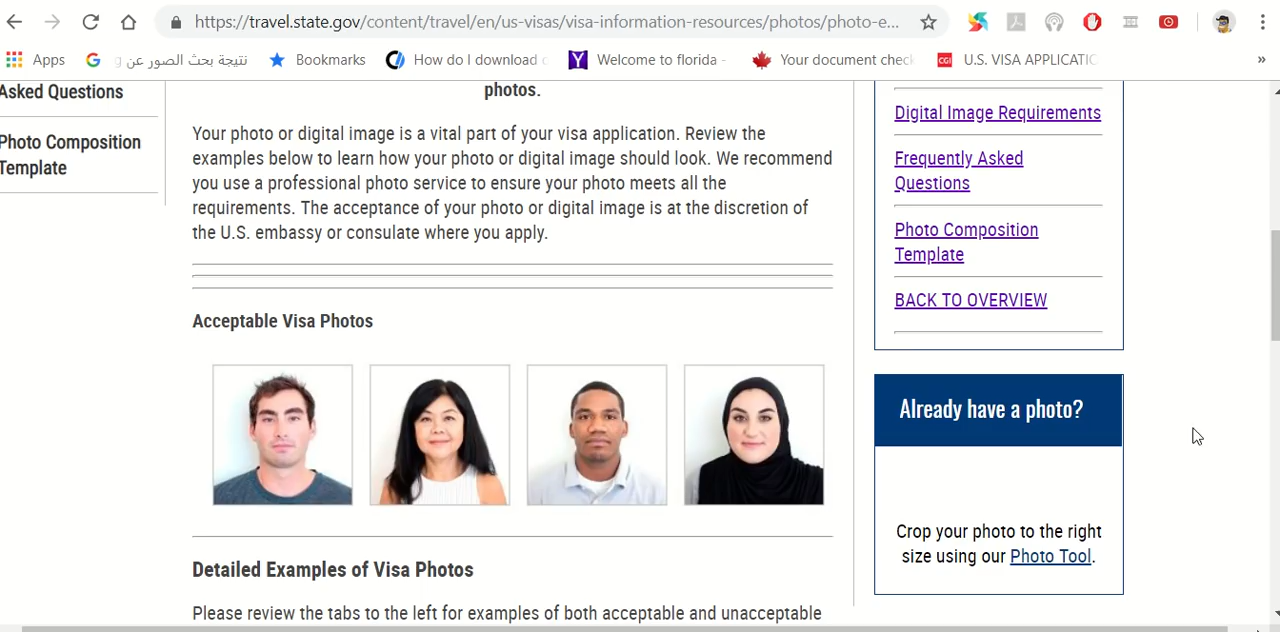 https://travel.state.gov/content/travel/en/us-visas/visa-information-resources/photos/photo-e...
Apps
نتيجة بحث الصور عن
Bookmarks
How do I download
Welcome to florida -
Your document chec
CGI
U.S. VISA APPLICATIO
»
Asked Questions
Photo Composition
Template
photos.
Your photo or digital image is a vital part of your visa application. Review the
examples below to learn how your photo or digital image should look. We recommend
you use a professional photo service to ensure your photo meets all the
requirements. The acceptance of your photo or digital image is at the discretion of
the U.S. embassy or consulate where you apply.
Acceptable Visa Photos
Detailed Examples of Visa Photos
Please review the tabs to the left for examples of both acceptable and unacceptable
Digital Image Requirements
Frequently Asked
Questions
Photo Composition
Template
BACK TO OVERVIEW
Already have a photo?
Crop your photo to the right
size using our Photo Tool.